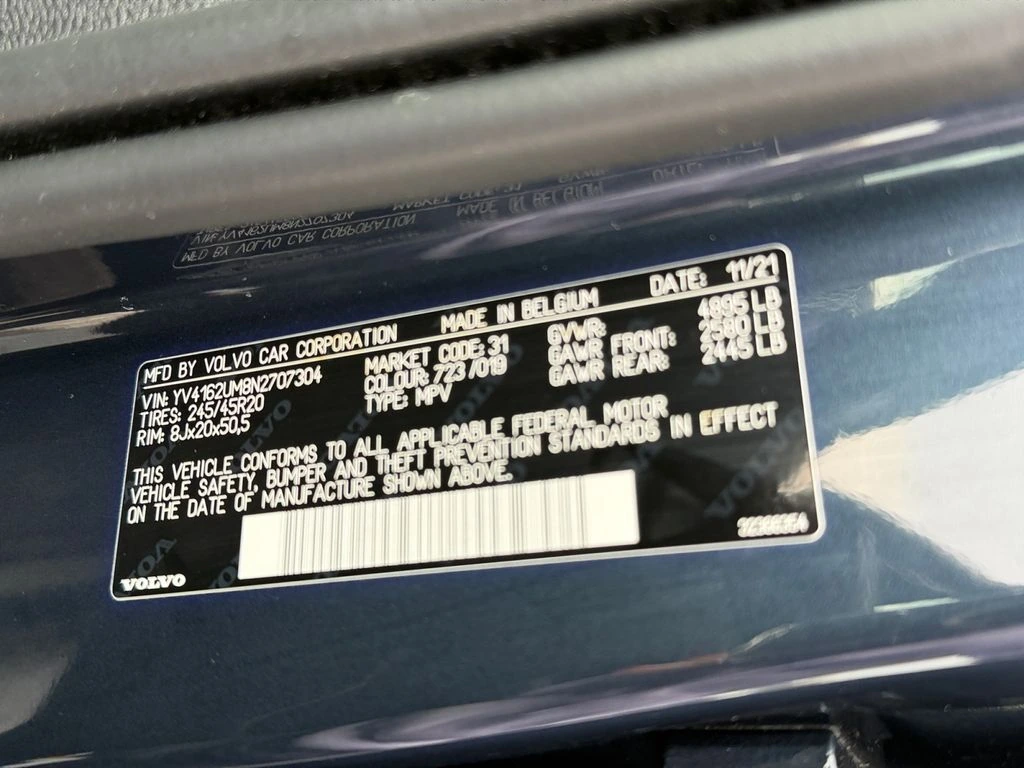 MFD BY VOLVO CAR CORPORATION MADE IN BELGIUM DATE: 11/21
VIN: YV4162UM8N2707304 MARKET CODE: 31 GVWR: 4895 LB
TIRES: 245/45R20 COLOUR: 723/019 GAWR FRONT: 2580 LB
RIM: 8Jx20x50,5 TYPE: MPV GAWR REAR: 2445 LB
THIS VEHICLE CONFORMS TO ALL APPLICABLE FEDERAL MOTOR
VEHICLE SAFETY, BUMPER AND THEFT PREVENTION STANDARDS IN EFFECT
ON THE DATE OF MANUFACTURE SHOWN ABOVE.
VOLVO